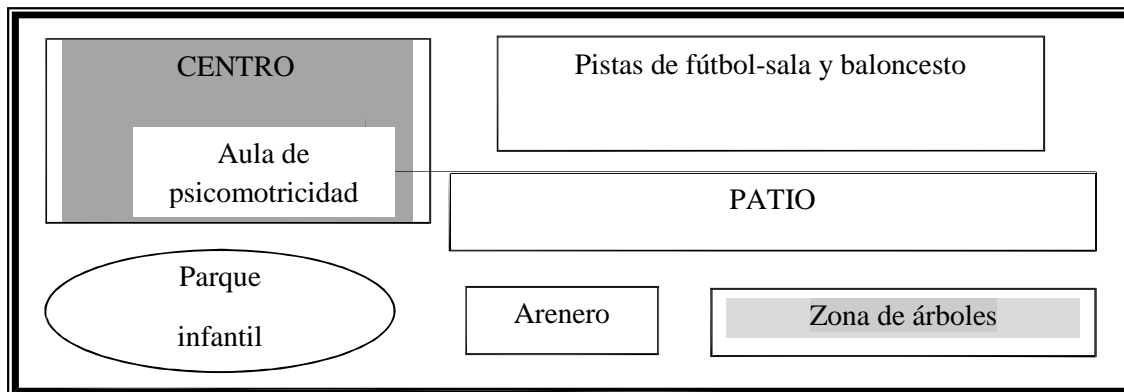 CENTRO
Pistas de fútbol-sala y baloncesto
Aula de
psicomotricidad
PATIO
Parque
infantil
Arenero
Zona de árboles